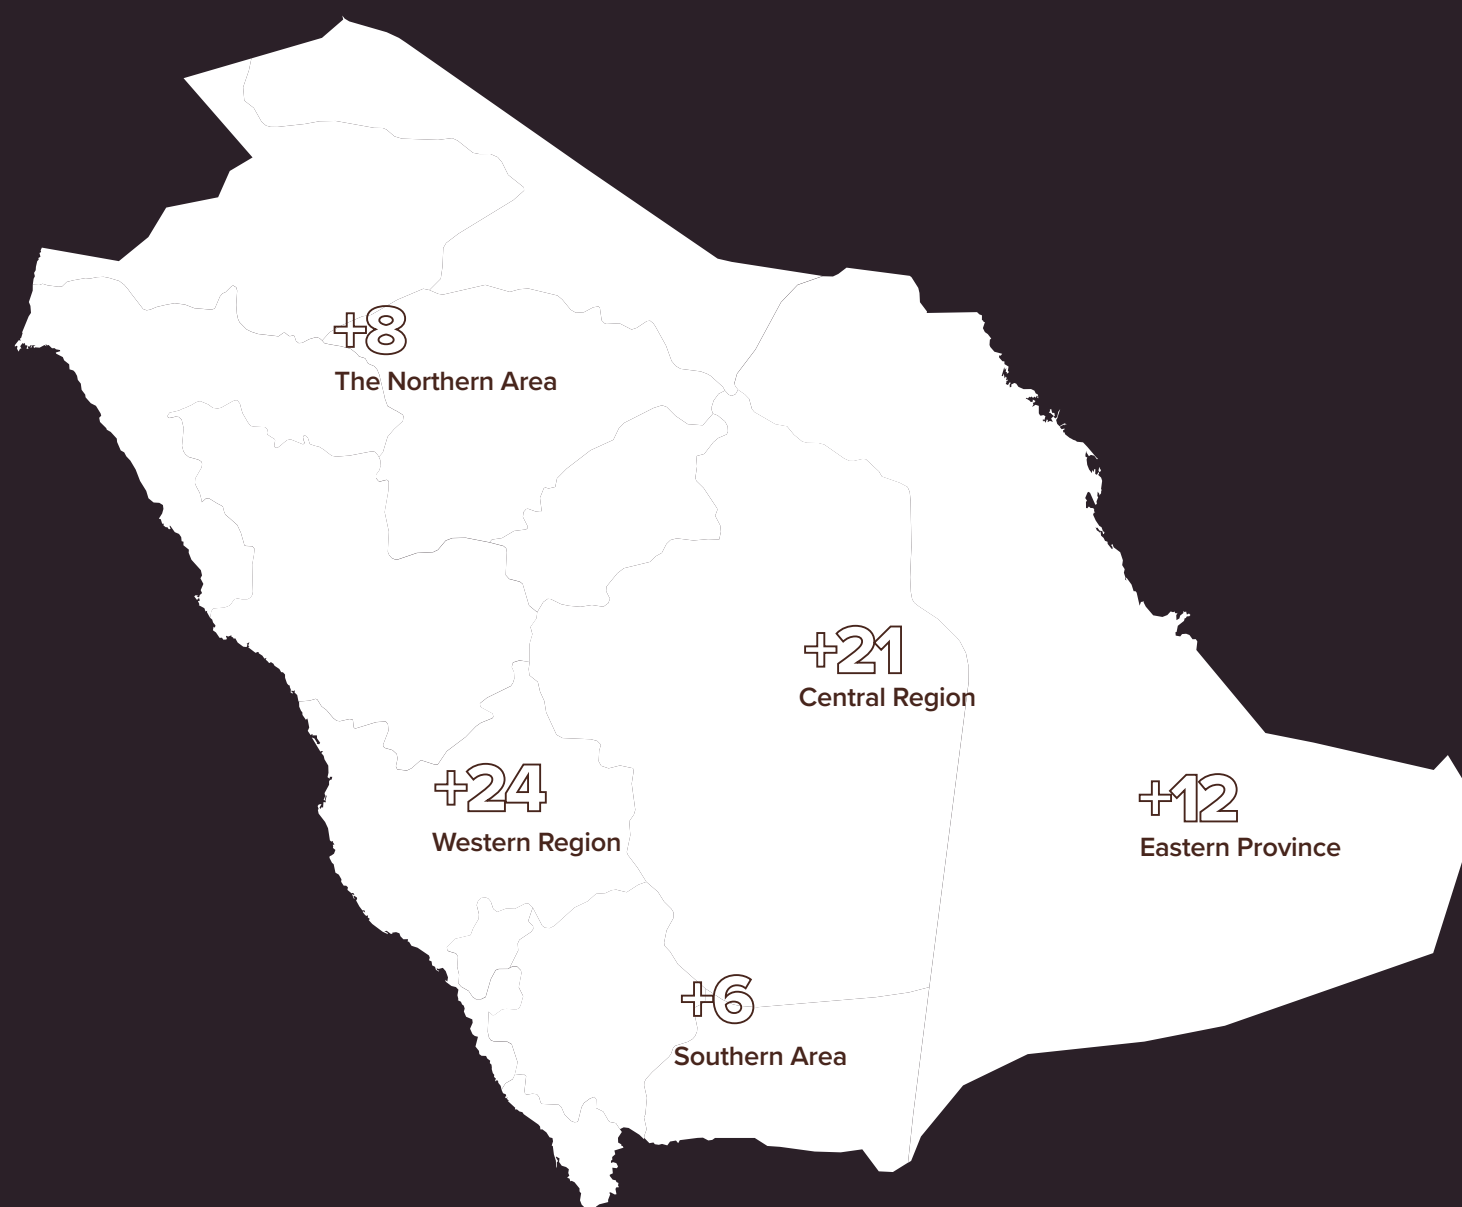 +8
The Northern Area
+21
Central Region
+24
Western Region
+12
Eastern Province
+6
Southern Area